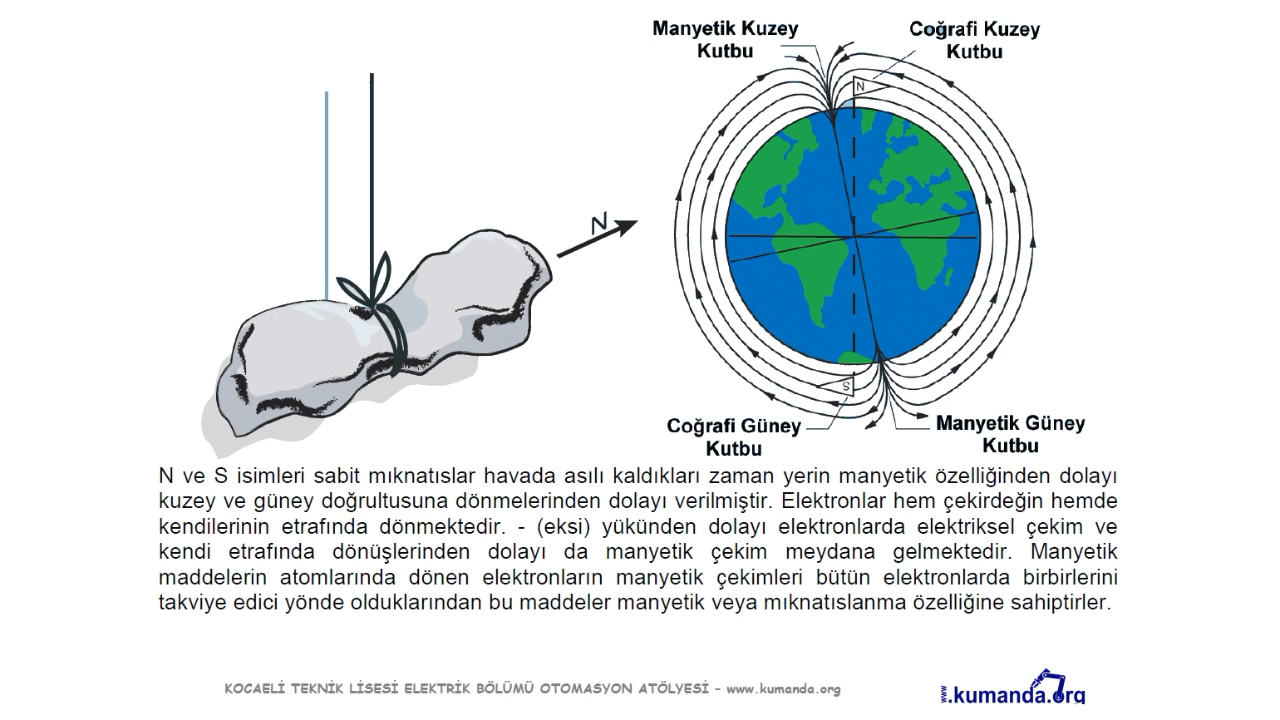 Manyetik Kuzey
Kutbu
Coğrafi Kuzey
Kutbu
N
N
S
Coğrafi Güney
Kutbu
Manyetik Güney
Kutbu
N ve S isimleri sabit mıknatıslar havada asılı kaldıkları zaman yerin manyetik özelliğinden dolayı
kuzey ve güney doğrultusuna dönmelerinden dolayı verilmiştir. Elektronlar hem çekirdeğin hemde
kendilerinin etrafında dönmektedir. - (eksi) yükünden dolayı elektronlarda elektriksel çekim ve
kendi etrafında dönüşlerinden dolayı da manyetik çekim meydana gelmektedir. Manyetik
maddelerin atomlarında dönen elektronların manyetik çekimleri bütün elektronlarda birbirlerini
takviye edici yönde olduklarından bu maddeler manyetik veya mıknatıslanma özelliğine sahiptirler.
KOCAELİ TEKNİK LİSESİ ELEKTRİK BÖLÜMÜ OTOMASYON ATÖLYESİ - www.kumanda.org
www.kumanda.org